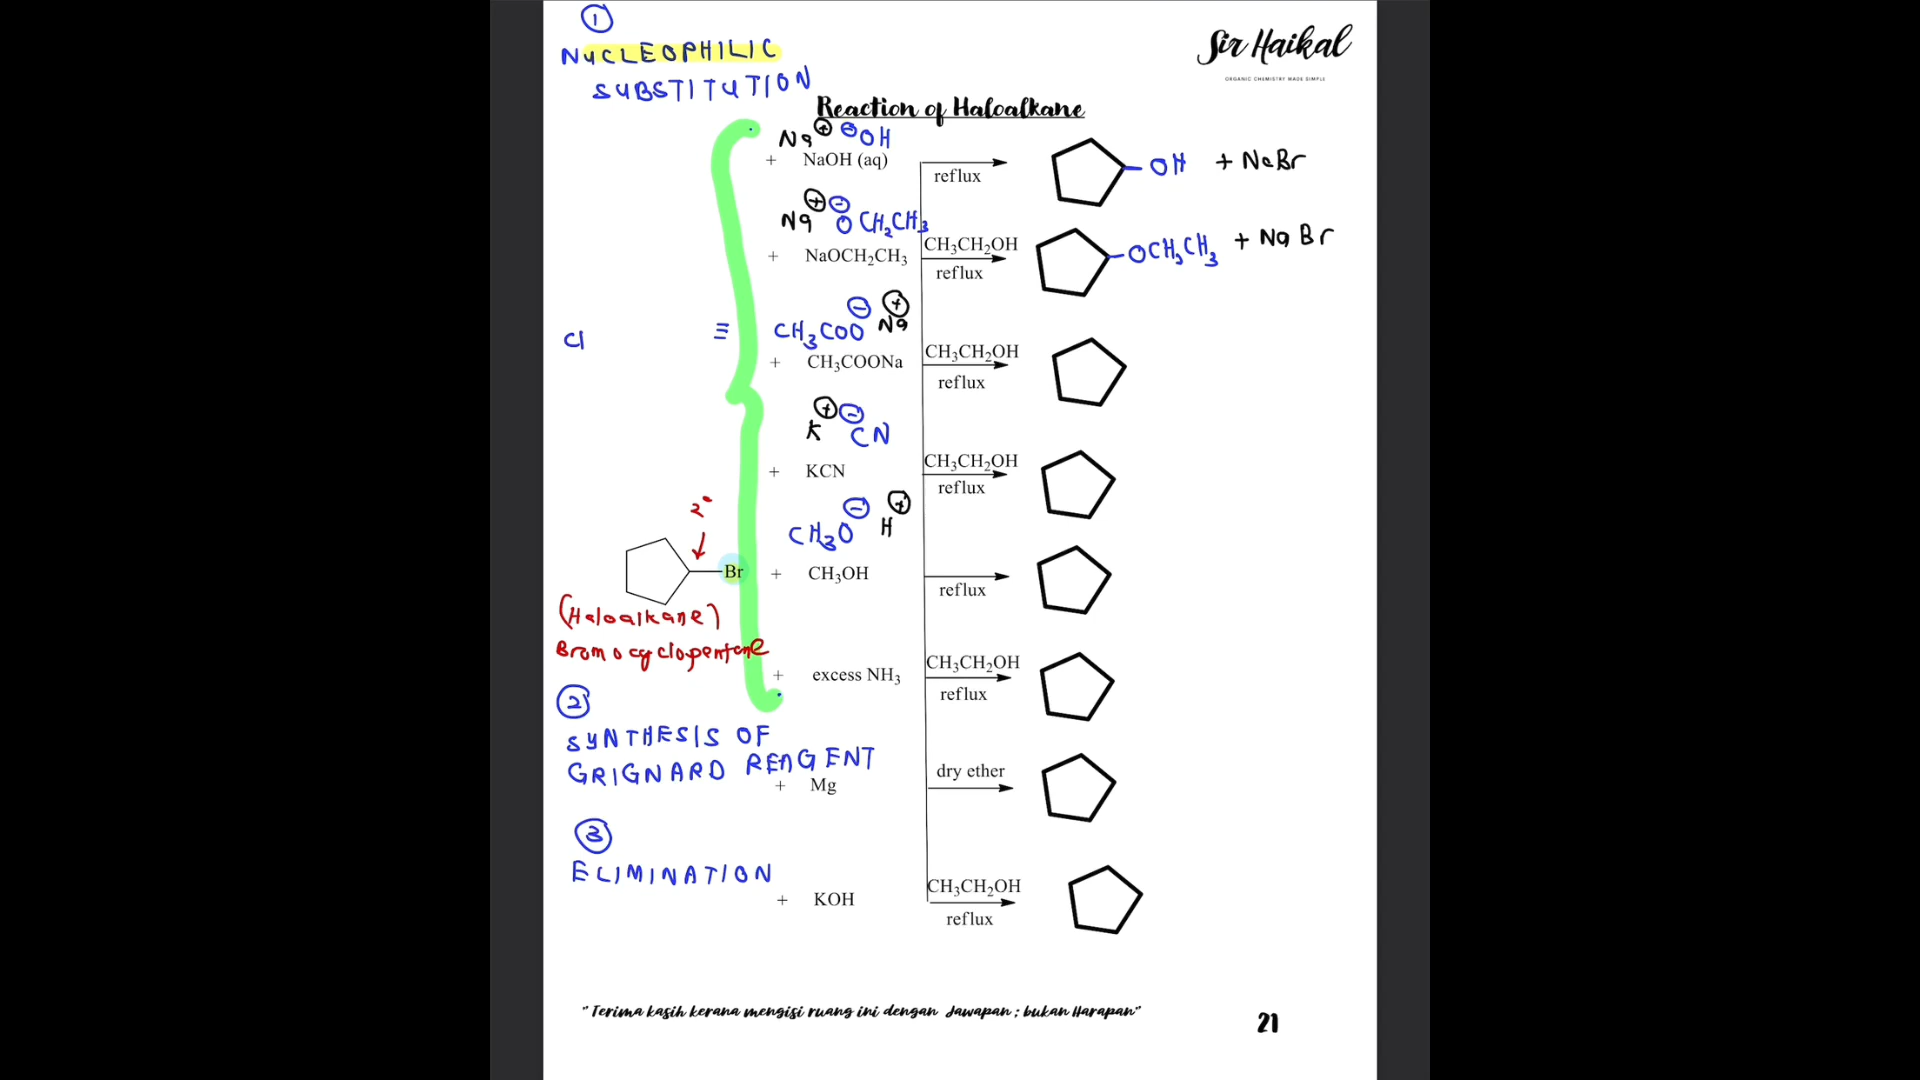 ①
NUCLEOPHILIC
SUBSTITUTION
Sir Haikal
ORGANIC CHEMISTRY MADE SIMPLE
Reaction of Haloalkane
Na⊕ ⊖OH
+ NaOH (aq) reflux
OH + NaBr
Na⊕ ⊖OCH₂CH₃
+ NaOCH₂CH₃ CH₃CH₂OH reflux
OCH₂CH₃ + NaBr
Cl ≡ CH₃COO⊖ Na⊕
+ CH₃COONa CH₃CH₂OH reflux
K⊕ ⊖CN
+ KCN CH₃CH₂OH reflux
2°
CH₃O⊖ H⊕
Br + CH₃OH reflux
(Haloalkane)
Bromocyclopentane
+ excess NH₃ CH₃CH₂OH reflux
②
SYNTHESIS OF
GRIGNARD REAGENT
+ Mg dry ether
③
ELIMINATION
+ KOH CH₃CH₂OH reflux
"Terima kasih kerana mengisi ruang ini dengan Jawapan ; bukan Harapan"
21